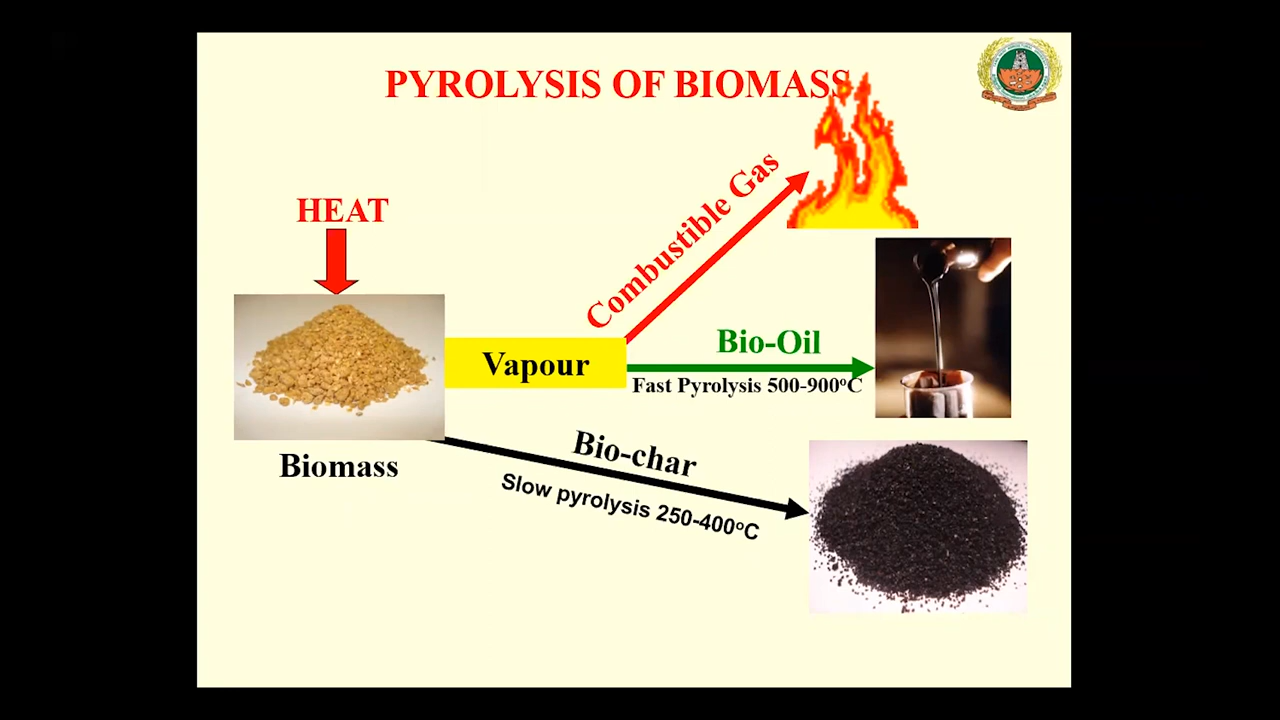 PYROLYSIS OF BIOMASS
HEAT
Combustible Gas
Vapour
Bio-Oil
Fast Pyrolysis 500-900ºC
Biomass
Bio-char
Slow pyrolysis 250-400ºC